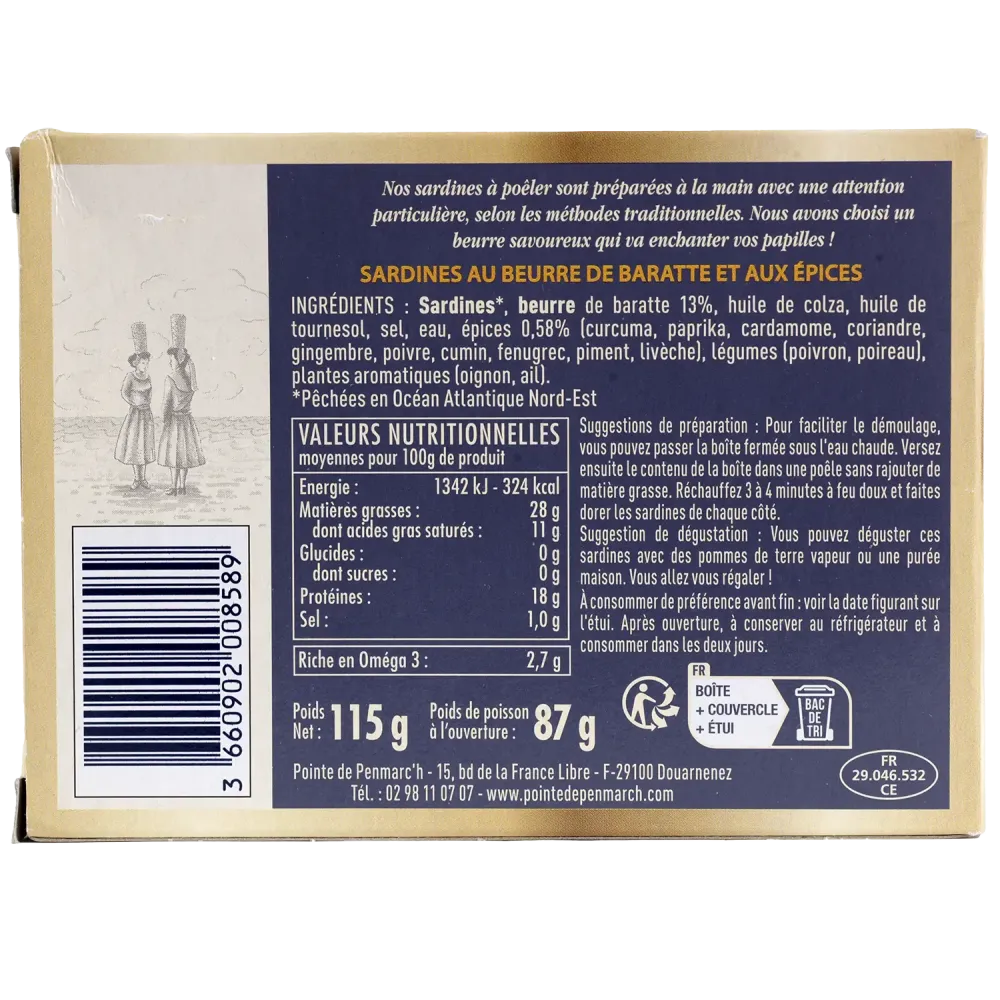 Nos sardines à poêler sont préparées à la main avec une attention
particulière, selon les méthodes traditionnelles. Nous avons choisi un
beurre savoureux qui va enchanter vos papilles !
SARDINES AU BEURRE DE BARATTE ET AUX ÉPICES
INGRÉDIENTS : Sardines*, beurre de baratte 13%, huile de colza, huile de
tournesol, sel, eau, épices 0,58% (curcuma, paprika, cardamome, coriandre,
gingembre, poivre, cumin, fenugrec, piment, livèche), légumes (poivron, poireau),
plantes aromatiques (oignon, ail).
*Pêchées en Océan Atlantique Nord-Est
VALEURS NUTRITIONNELLES
moyennes pour 100g de produit
Energie : 1342 kJ - 324 kcal
Matières grasses : 28 g
dont acides gras saturés : 11 g
Glucides : 0 g
dont sucres : 0 g
Protéines : 18 g
Sel : 1,0 g
Riche en Oméga 3 : 2,7 g
Suggestions de préparation : Pour faciliter le démoulage,
vous pouvez passer la boîte fermée sous l'eau chaude. Versez
ensuite le contenu de la boîte dans une poêle sans rajouter de
matière grasse. Réchauffez 3 à 4 minutes à feu doux et faites
dorer les sardines de chaque côté.
Suggestion de dégustation : Vous pouvez déguster ces
sardines avec des pommes de terre vapeur ou une purée
maison. Vous allez vous régaler !
À consommer de préférence avant fin : voir la date figurant sur
l'étui. Après ouverture, à conserver au réfrigérateur et à
consommer dans les deux jours.
Poids Net : 115 g Poids de poisson à l'ouverture : 87 g
FR
BOÎTE
+ COUVERCLE
+ ÉTUI
BAC
DE
TRI
Pointe de Penmarc'h - 15, bd de la France Libre - F-29100 Douarnenez
Tél. : 02 98 11 07 07 - www.pointedepenmarch.com
FR
29.046.532
CE
3 660902 008589